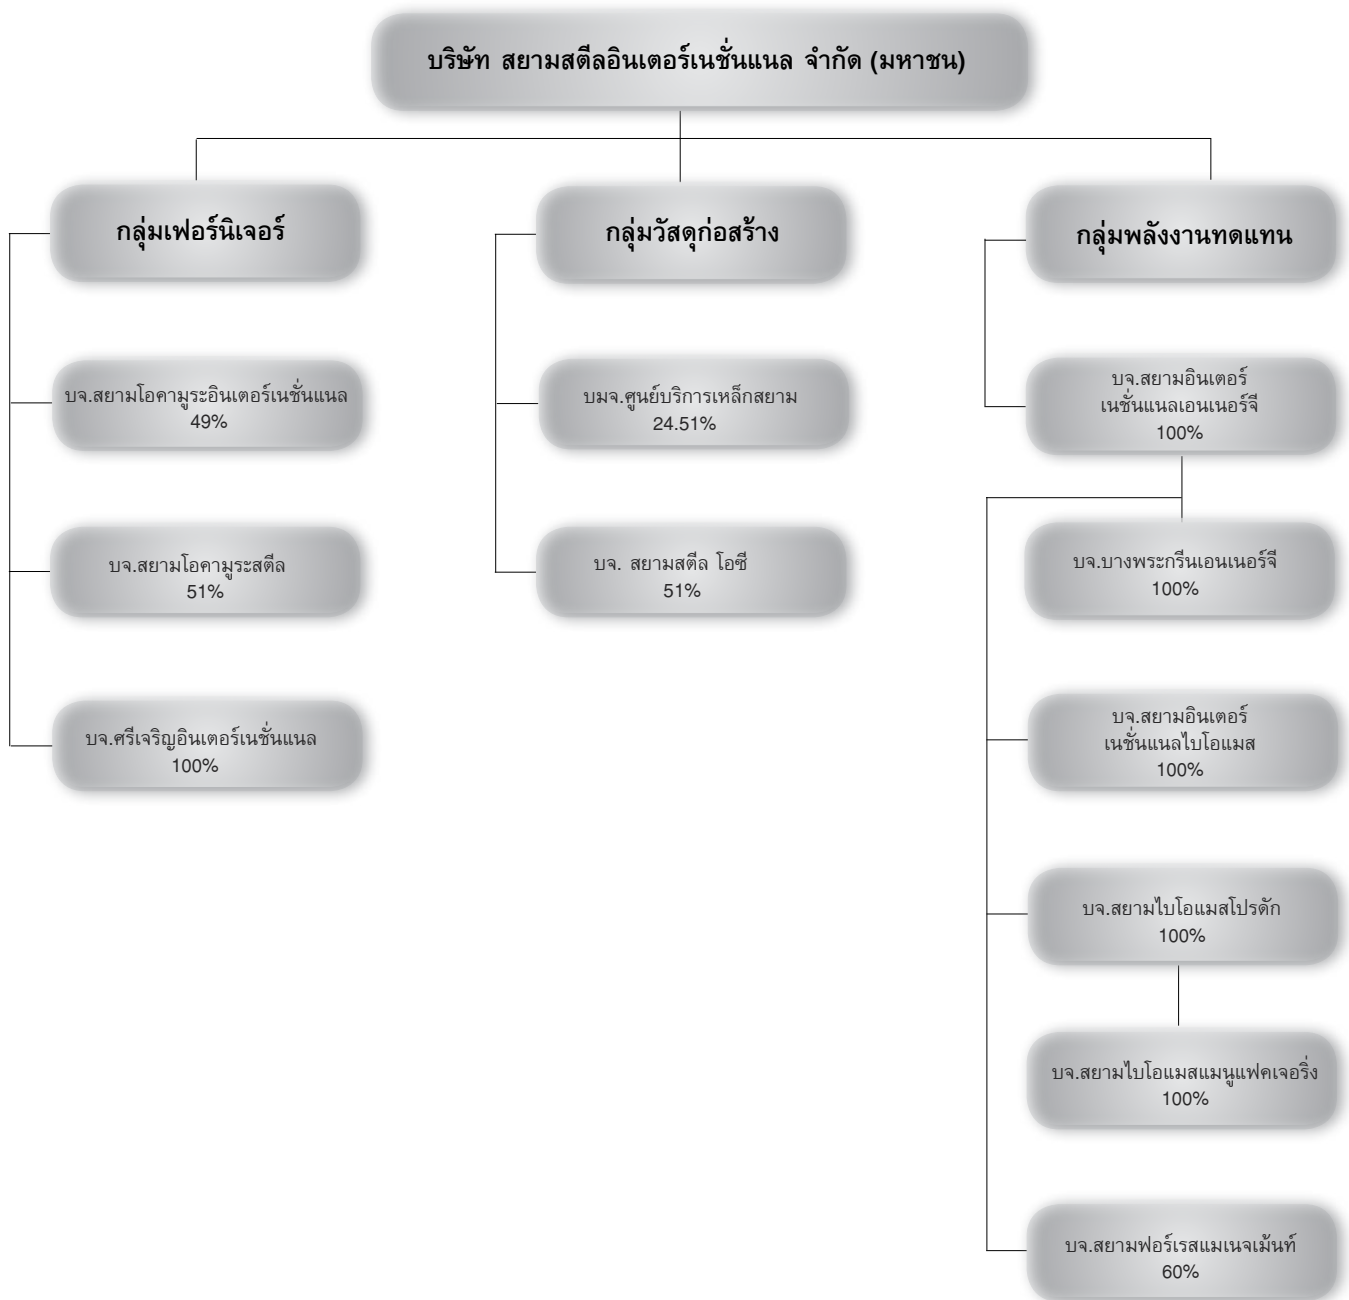 บริษัท สยามสตีลอินเตอร์เนชั่นแนล จำกัด (มหาชน)
กลุ่มเฟอร์นิเจอร์
บจ.สยามโอคามูระอินเตอร์เนชั่นแนล
49%
บจ.สยามโอคามูระสตีล
51%
บจ.ศรีเจริญอินเตอร์เนชั่นแนล
100%
กลุ่มวัสดุก่อสร้าง
บมจ.ศูนย์บริการเหล็กสยาม
24.51%
บจ. สยามสตีล โอซี
51%
กลุ่มพลังงานทดแทน
บจ.สยามอินเตอร์
เนชั่นแนลเอนเนอร์จี
100%
บจ.บางพระกรีนเอนเนอร์จี
100%
บจ.สยามอินเตอร์
เนชั่นแนลไบโอแมส
100%
บจ.สยามไบโอแมสโปรดัก
100%
บจ.สยามไบโอแมสแมนูแฟคเจอริ่ง
100%
บจ.สยามฟอร์เรสแมเนจเม้นท์
60%